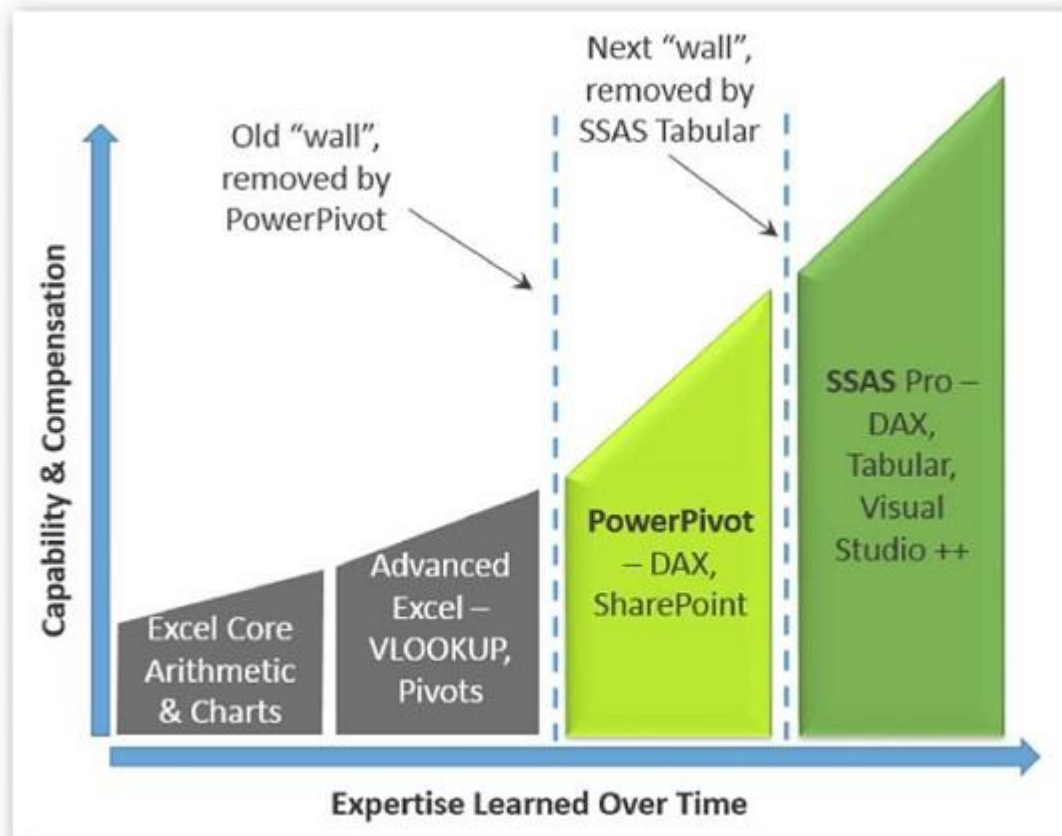 Next “wall”,
removed by
SSAS Tabular
Old “wall”,
removed by
PowerPivot
Capability & Compensation
Excel Core
Arithmetic
& Charts
Advanced
Excel –
VLOOKUP,
Pivots
PowerPivot
– DAX,
SharePoint
SSAS Pro –
DAX,
Tabular,
Visual
Studio ++
Expertise Learned Over Time